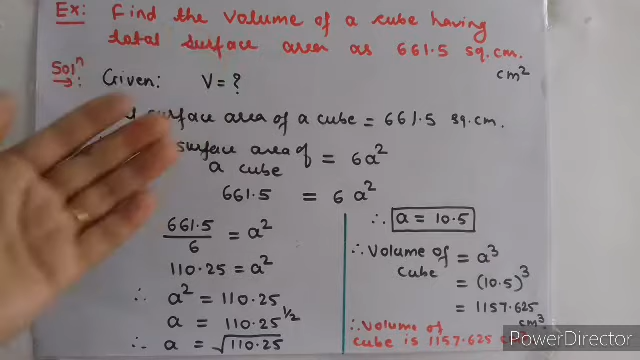 Ex: Find the volume of a cube having
total surface area as 661.5 sq.cm.
cm²
Solⁿ: Given: V = ?
surface area of a cube = 661.5 sq.cm.
surface area of a cube = 6a²
661.5 = 6 a²
661.5/6 = a²
110.25 = a²
∴ a² = 110.25
a = 110.25^1/2
∴ a = √110.25
∴ a = 10.5
∴ Volume of cube = a³
= (10.5)³
= 1157.625 cm³
∴ Volume of
cube is 1157.625
PowerDirector